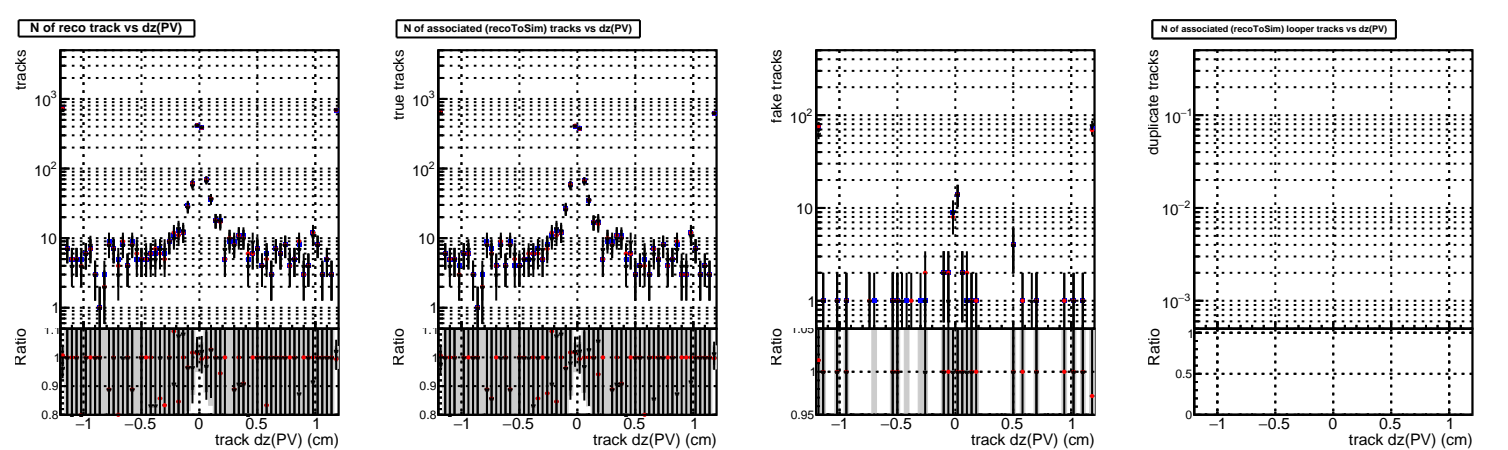 N of reco track vs dz(PV)
tracks
10³
10²
10
1
Ratio
1.1
1
0.9
0.8
−1 −0.5 0 0.5 1
track dz(PV) (cm)
N of associated (recoToSim) tracks vs dz(PV)
true tracks
10³
10²
10
1
Ratio
1.1
1
0.9
0.8
−1 −0.5 0 0.5 1
track dz(PV) (cm)
fake tracks
10²
10
1
Ratio
1.05
1
0.95
−1 −0.5 0 0.5 1
track dz(PV) (cm)
N of associated (recoToSim) looper tracks vs dz(PV)
duplicate tracks
10⁻¹
10⁻²
10⁻³
Ratio
1
0.5
0
−1 −0.5 0 0.5 1
track dz(PV) (cm)